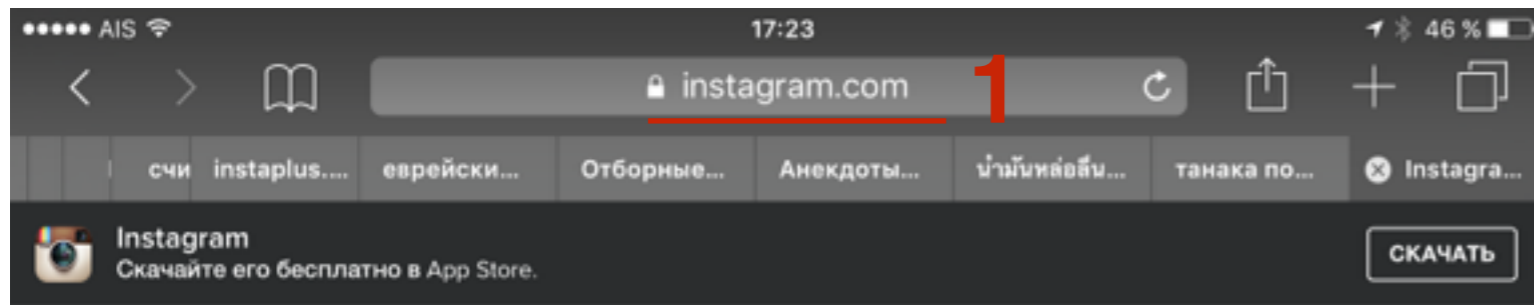 AIS 17:23 46 %
instagram.com 1
счи instaplus.... еврейски... Отборные... Анекдоты... น้ำมันหล่อลื่น... танака по... Instagra...
Instagram
Скачайте его бесплатно в App Store.
СКАЧАТЬ